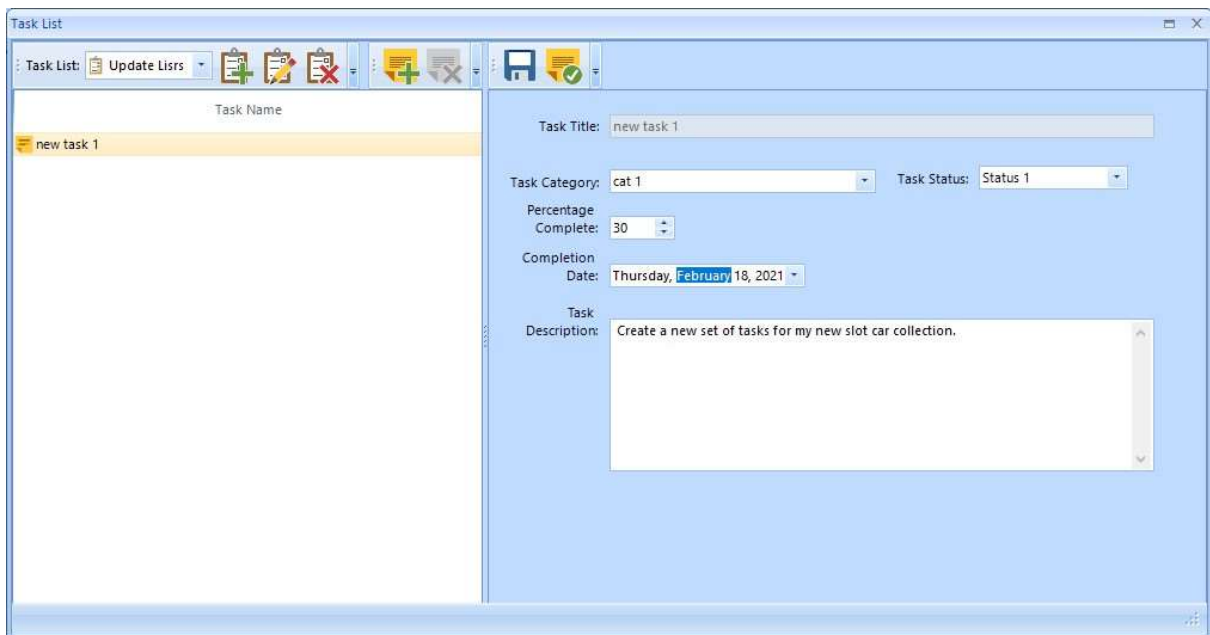 Task List
Task List: Update Lisrs
Task Name
new task 1
Task Title: new task 1
Task Category: cat 1 Task Status: Status 1
Percentage
Complete: 30
Completion
Date: Thursday, February 18, 2021
Task
Description: Create a new set of tasks for my new slot car collection.